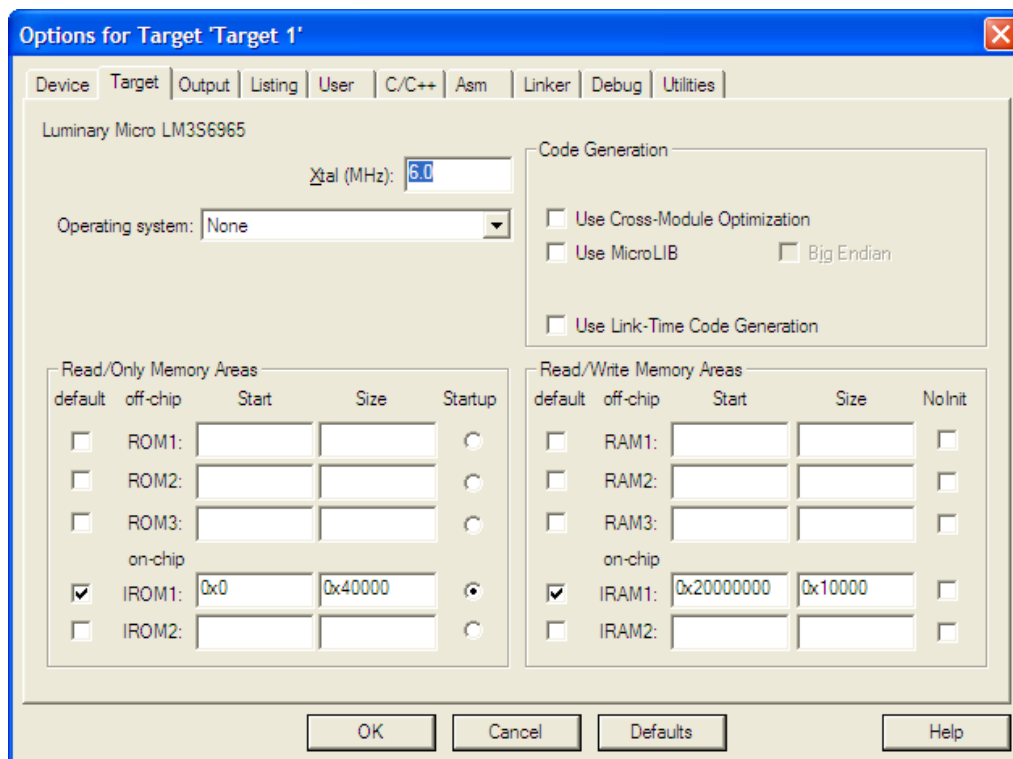 Options for Target 'Target 1'
Device Target Output Listing User C/C++ Asm Linker Debug Utilities
Luminary Micro LM3S6965
Xtal (MHz): 6.0
Operating system: None
Code Generation
Use Cross-Module Optimization
Use MicroLIB Big Endian
Use Link-Time Code Generation
Read/Only Memory Areas
default off-chip Start Size Startup
ROM1:
ROM2:
ROM3:
on-chip
IROM1: 0x0 0x40000
IROM2:
Read/Write Memory Areas
default off-chip Start Size NoInit
RAM1:
RAM2:
RAM3:
on-chip
IRAM1: 0x20000000 0x10000
IRAM2:
OK Cancel Defaults Help